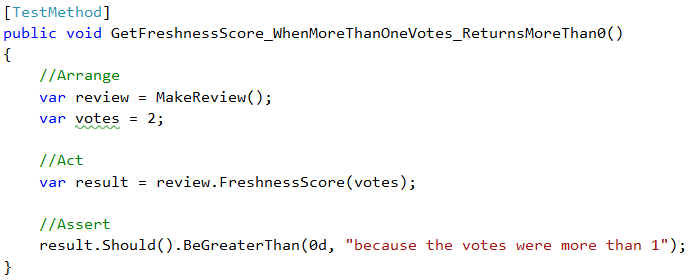 [TestMethod]
public void GetFreshnessScore_WhenMoreThanOneVotes_ReturnsMoreThan0()
{
    //Arrange
    var review = MakeReview();
    var votes = 2;

    //Act
    var result = review.FreshnessScore(votes);

    //Assert
    result.Should().BeGreaterThan(0d, "because the votes were more than 1");
}